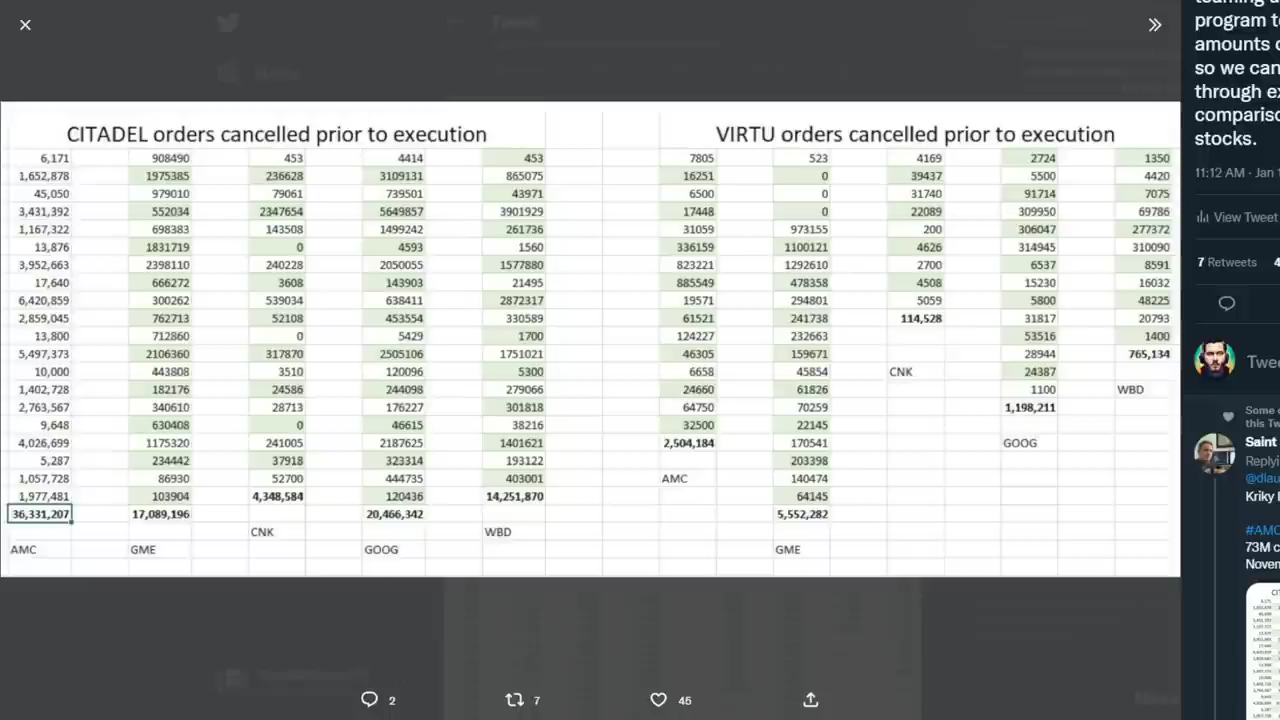 CITADEL orders cancelled prior to execution VIRTU orders cancelled prior to execution
6,171 908490 453 4414 453 7805 523 4169 2724 1350
1,652,878 1975385 236628 3109131 865075 16251 0 39437 5500 4420
45,050 979010 79061 739501 43971 6500 0 31740 91714 7075
3,431,392 552034 2347654 5649857 3901929 17448 0 22089 309950 69786
1,167,322 698383 143508 1499242 261736 31059 973155 200 306047 277372
13,876 1831719 0 4593 1560 336159 1100121 4626 314945 310090
3,952,663 2398110 240228 2050055 1577880 823221 1292610 2700 6537 8591
17,640 666272 3608 143903 21495 885549 478358 4508 15230 16032
6,420,859 300262 539034 638411 2872317 19571 294801 5059 5800 48225
2,859,045 762713 52108 453554 330589 61521 241738 114,528 31817 20793
13,800 712860 0 5429 1700 124227 232663 53516 1400
5,497,373 2106360 317870 2505106 1751021 46305 159671 28944 765,134
10,000 443808 3510 120096 5300 6658 45854 CNK 24387
1,402,728 182176 24586 244098 279066 24660 61826 1100 WBD
2,763,567 340610 28713 176227 301818 64750 70259 1,198,211
9,648 630408 0 46615 38216 32500 22145
4,026,699 1175320 241005 2187625 1401621 2,504,184 170541 GOOG
5,287 234442 37918 323314 193122 203398
1,057,728 86930 52700 444735 403001 AMC 140474
1,977,481 103904 4,348,584 120436 14,251,870 64145
36,331,207 17,089,196 20,466,342 5,552,282
CNK WBD
AMC GME GOOG GME
2 7 45
program to
amounts
so we can
through
stocks.
11:12 AM · Jan
View Tweet
7 Retweets 4
Some
this
Saint
@dlau
Kriky
#AMC
73M